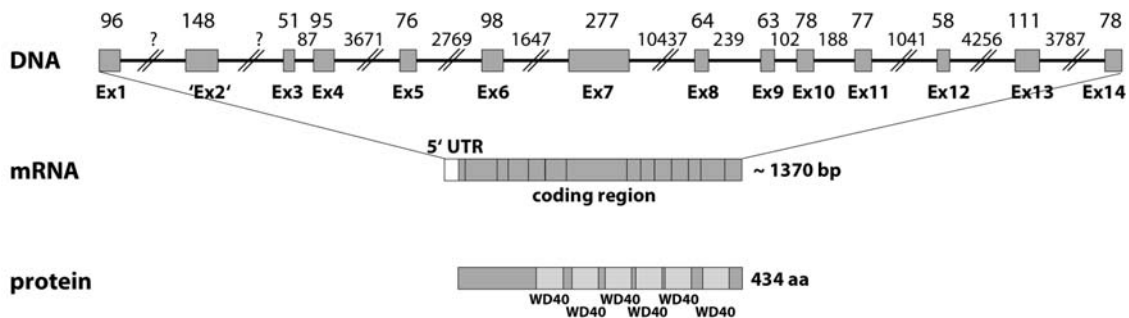 96 148 51 95 76 98 277 64 63 78 77 58 111 78
? ? 87 3671 2769 1647 10437 239 102 188 1041 4256 3787
DNA
Ex1 'Ex2' Ex3 Ex4 Ex5 Ex6 Ex7 Ex8 Ex9 Ex10 Ex11 Ex12 Ex13 Ex14
5' UTR
mRNA ~ 1370 bp
coding region
protein 434 aa
WD40 WD40 WD40
WD40 WD40 WD40